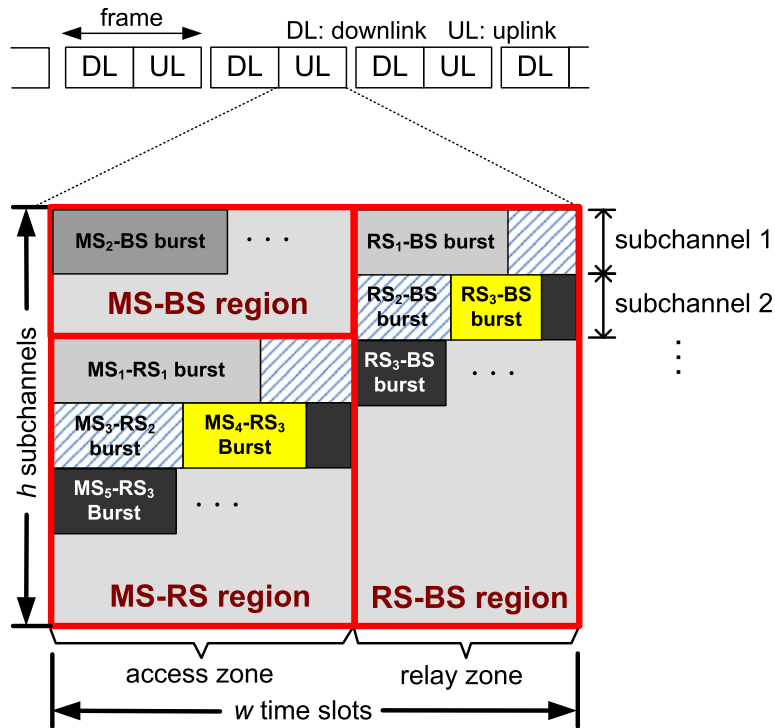 frame
DL: downlink UL: uplink
DL UL DL UL DL UL DL
MS₂-BS burst . . .
MS-BS region
RS₁-BS burst
subchannel 1
RS₂-BS
burst
RS₃-BS
burst
subchannel 2
RS₃-BS
burst
. . .
MS₁-RS₁ burst
MS₃-RS₂
burst
MS₄-RS₃
Burst
MS₅-RS₃
Burst
. . .
h subchannels
MS-RS region
RS-BS region
access zone
relay zone
w time slots